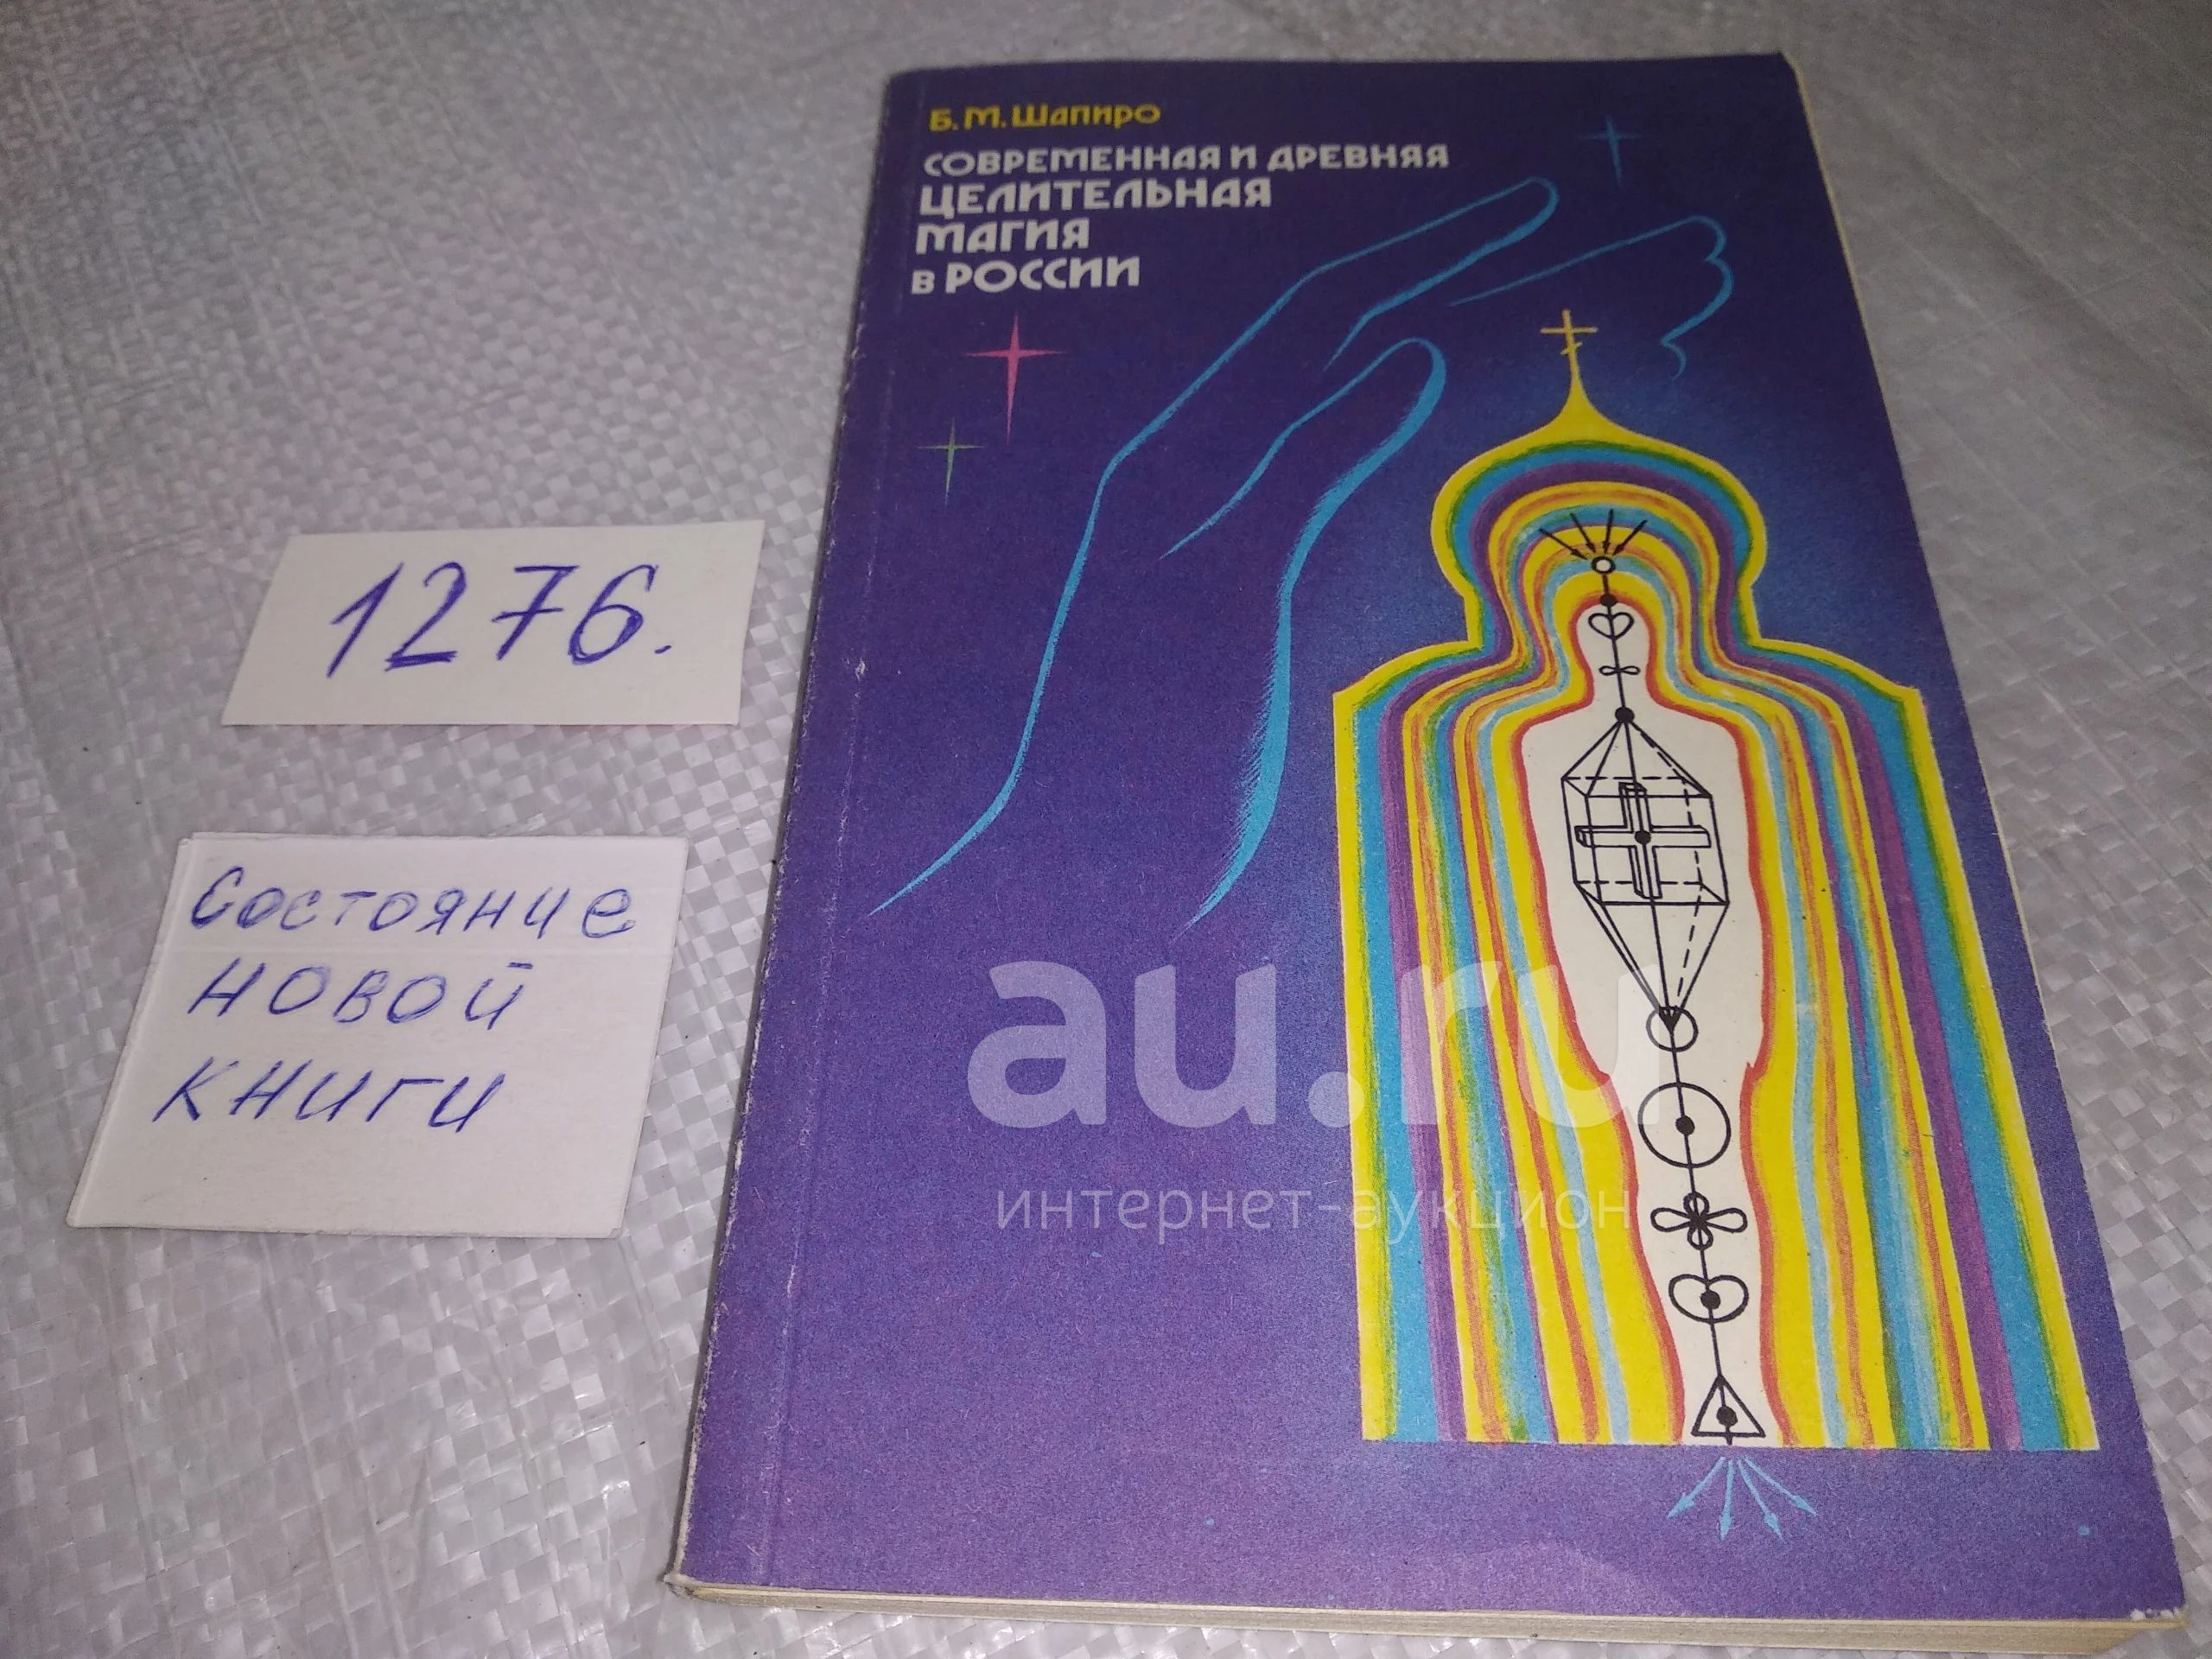 Б.М.Шапиро
СОВРЕМЕННАЯ И ДРЕВНЯЯ
ЦЕЛИТЕЛЬНАЯ
МАГИЯ
в РОССИИ
1276.
Состояние
новой
книги
au.ru
интернет-аукцион